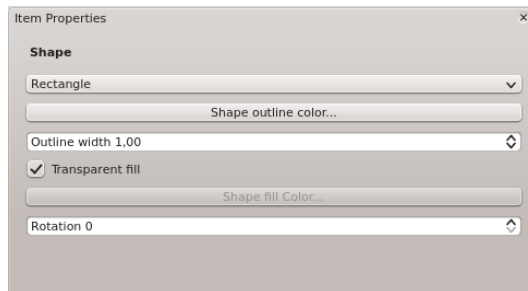 Item Properties
Shape
Rectangle
Shape outline color...
Outline width 1,00
Transparent fill
Shape fill Color...
Rotation 0